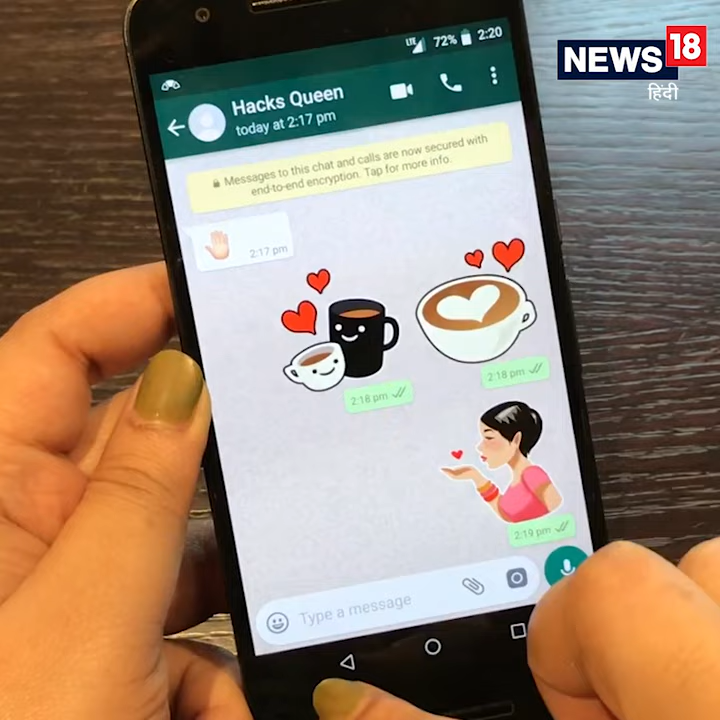 NEWS 18
हिंदी
LTE 72% 2:20
Hacks Queen
today at 2:17 pm
Messages to this chat and calls are now secured with
end-to-end encryption. Tap for more info.
2:17 pm
2:18 pm
2:18 pm
2:19 pm
Type a message